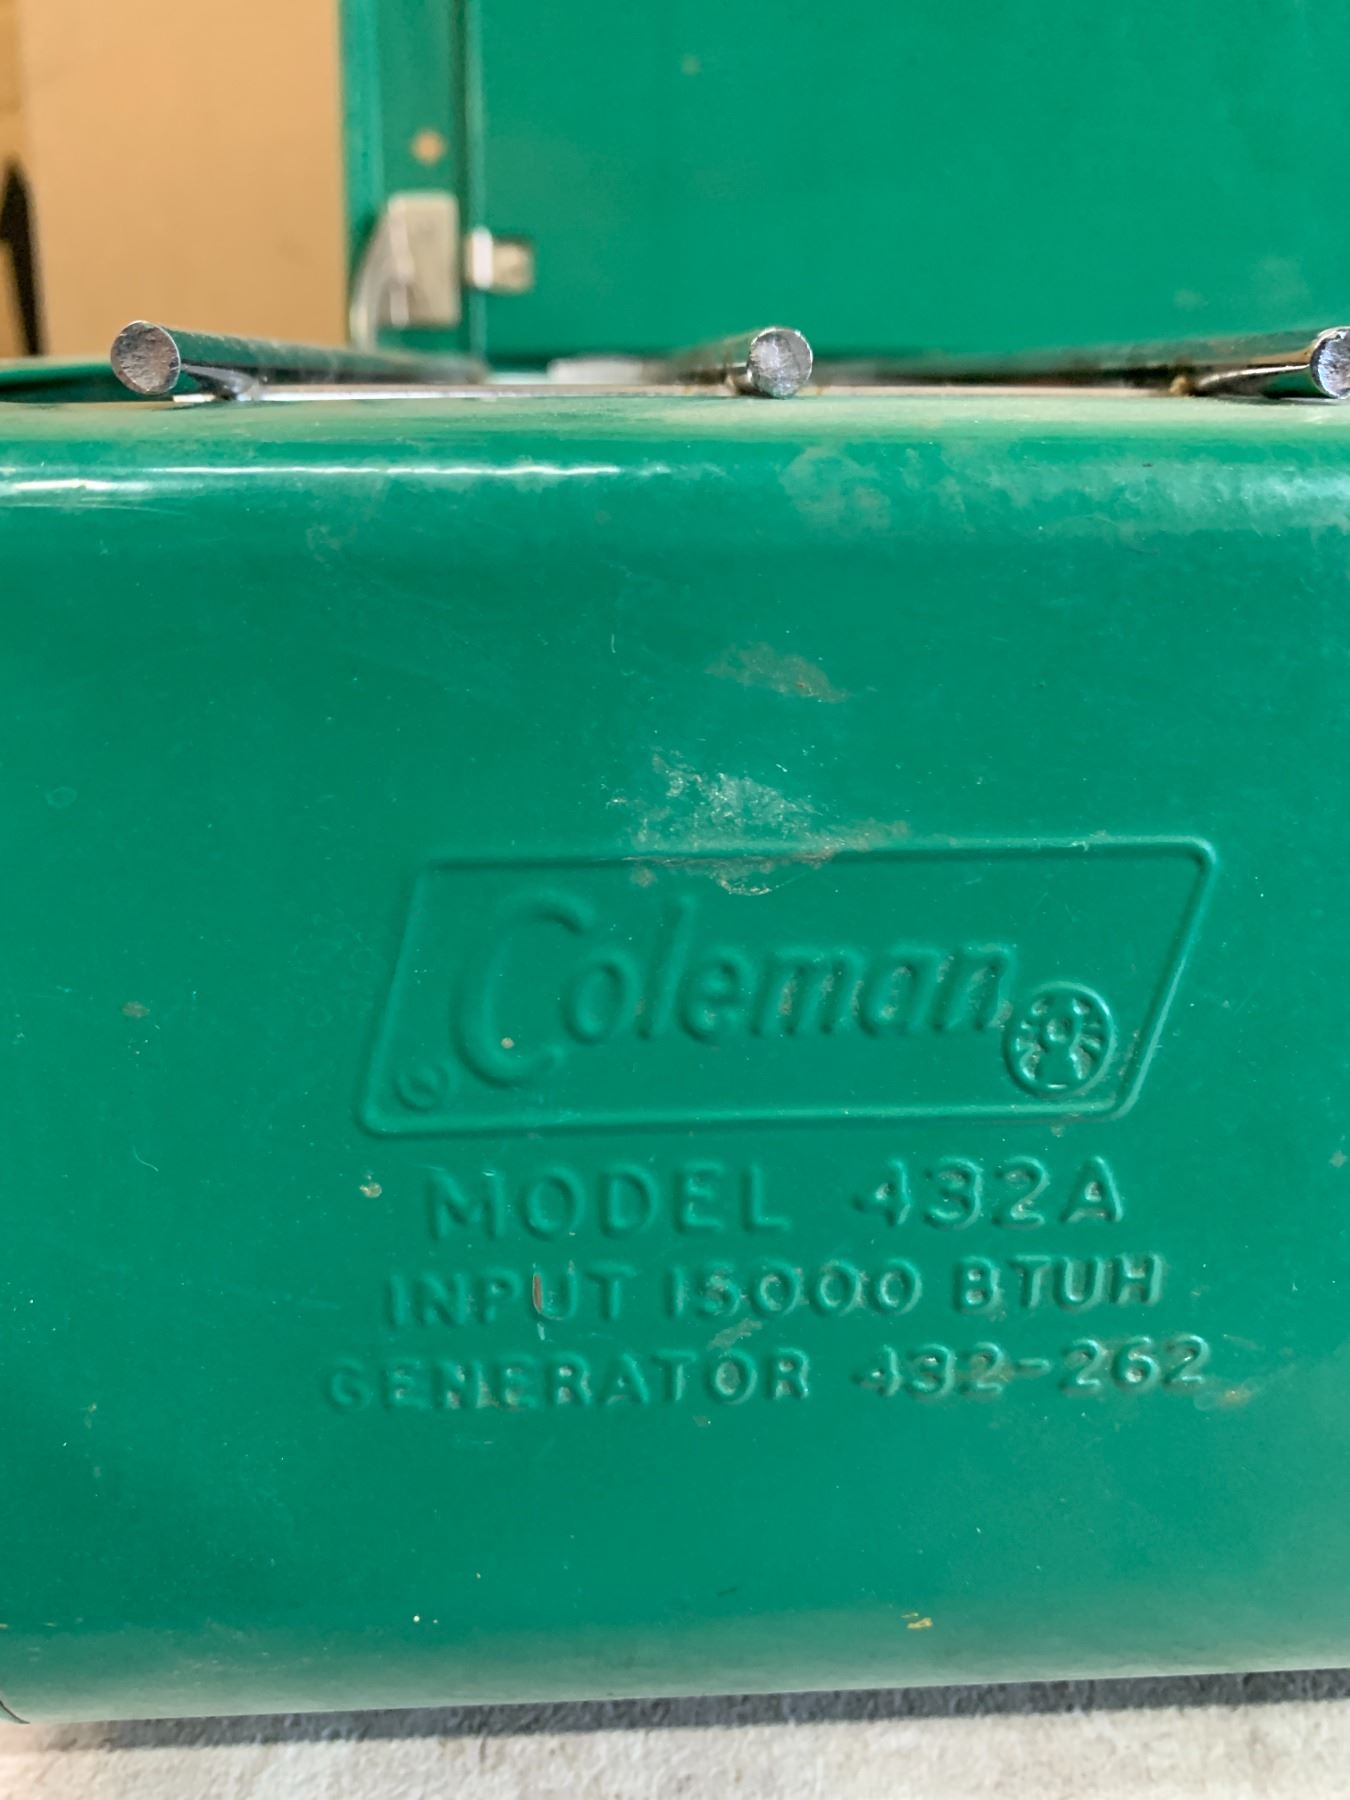 Coleman
MODEL 432A
INPUT 15000 BTUH
GENERATOR 432-262